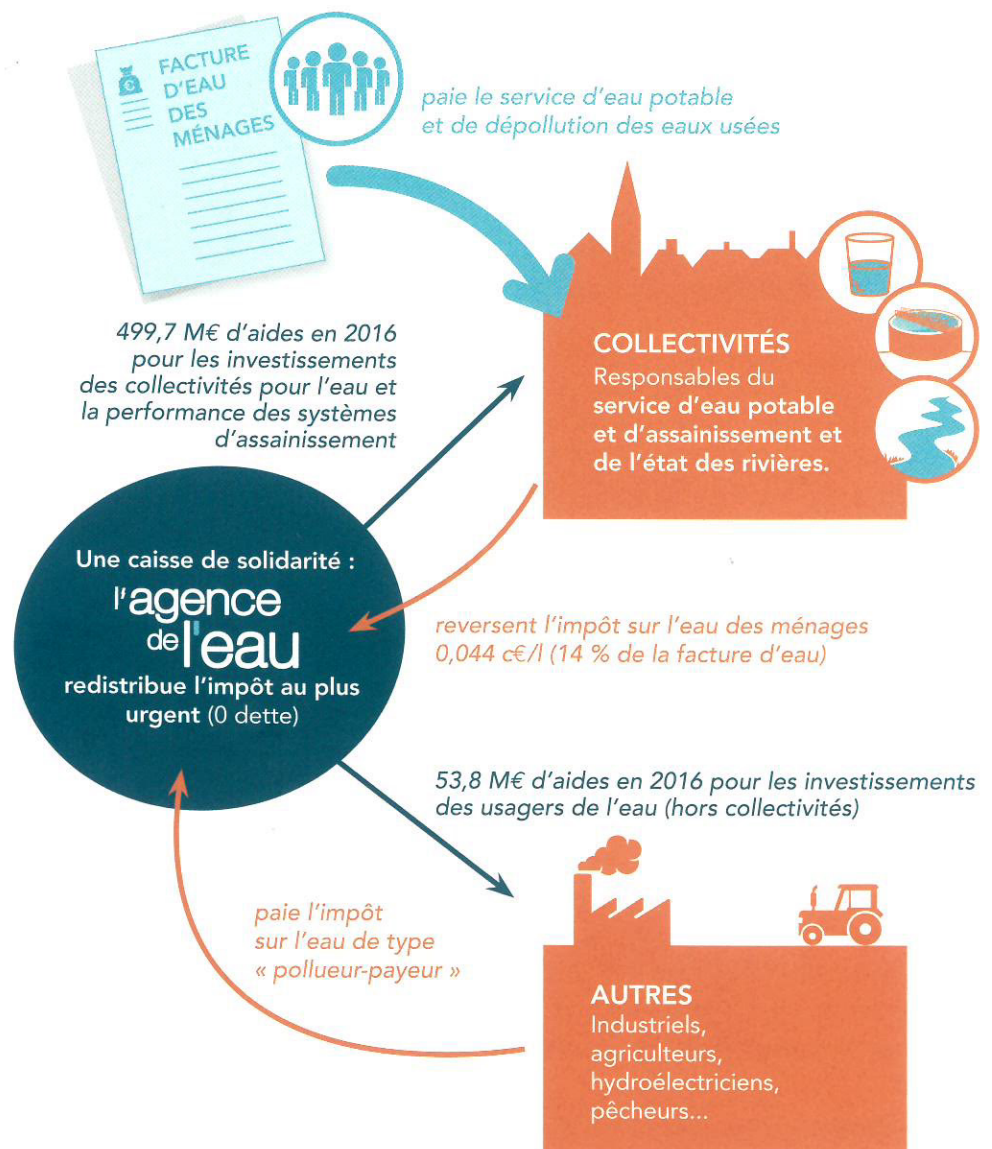 FACTURE
D'EAU
DES
MÉNAGES
paie le service d'eau potable
et de dépollution des eaux usées
499,7 M€ d'aides en 2016
pour les investissements
des collectivités pour l'eau et
la performance des systèmes
d'assainissement
COLLECTIVITÉS
Responsables du
service d'eau potable
et d'assainissement et
de l'état des rivières.
Une caisse de solidarité :
l'agence
de l'eau
redistribue l'impôt au plus
urgent (0 dette)
reversent l'impôt sur l'eau des ménages
0,044 c€/l (14 % de la facture d'eau)
53,8 M€ d'aides en 2016 pour les investissements
des usagers de l'eau (hors collectivités)
paie l'impôt
sur l'eau de type
« pollueur-payeur »
AUTRES
Industriels,
agriculteurs,
hydroélectriciens,
pêcheurs...